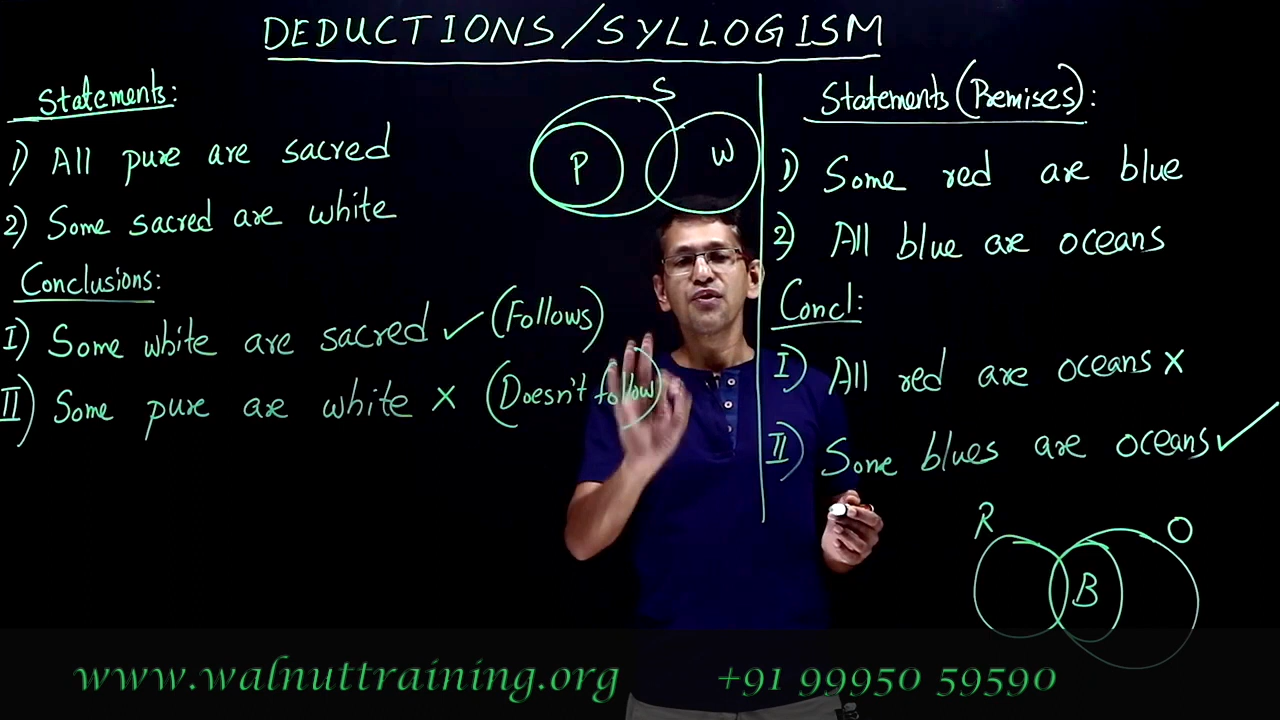 DEDUCTIONS/SYLLOGISM
Statements:
1) All pure are sacred
2) Some sacred are white
Conclusions:
I) Some white are sacred ✓ (Follows)
II) Some pure are white X (Doesn't follow)
S
P
W
Statements (Premises):
1) Some red are blue
2) All blue are oceans
Concl:
I) All red are oceans X
II) Some blues are oceans ✓
R
B
O
www.walnuttraining.org
+91 99950 59590